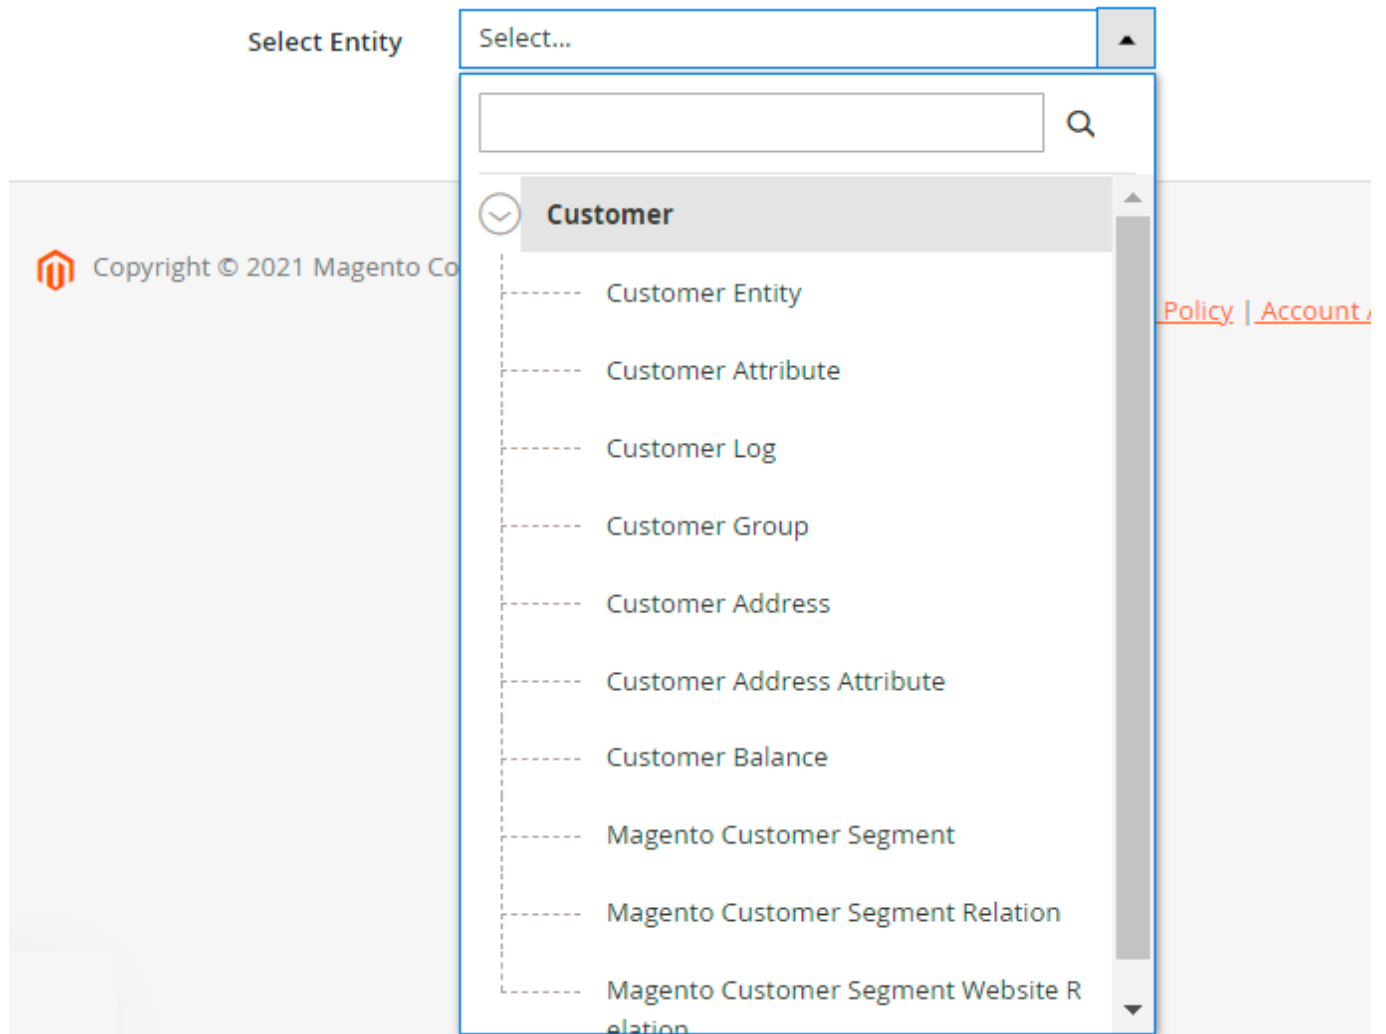 Select Entity
Select...
Customer
Copyright © 2021 Magento Co
Customer Entity
Policy | Account
Customer Attribute
Customer Log
Customer Group
Customer Address
Customer Address Attribute
Customer Balance
Magento Customer Segment
Magento Customer Segment Relation
Magento Customer Segment Website R
elation